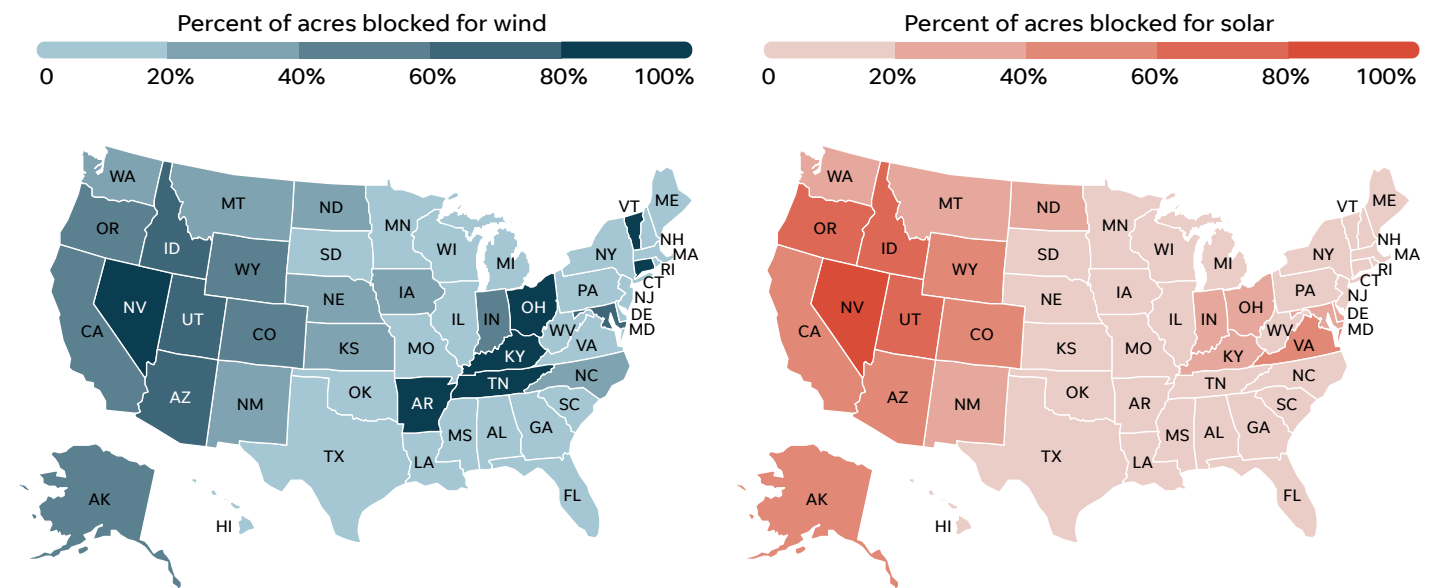 Percent of acres blocked for wind
0 20% 40% 60% 80% 100%
WA
MT
ND
MN
VT
ME
OR
ID
WY
SD
WI
MI
NY
NH
MA
RI
CT
NV
UT
CO
NE
IA
IL
IN
OH
PA
NJ
DE
MD
CA
KS
MO
KY
WV
VA
AZ
NM
OK
AR
TN
NC
SC
TX
LA
MS
AL
GA
FL
AK
HI
Percent of acres blocked for solar
0 20% 40% 60% 80% 100%
WA
MT
ND
MN
VT
ME
OR
ID
WY
SD
WI
MI
NY
NH
MA
RI
CT
NV
UT
CO
NE
IA
IL
IN
OH
PA
NJ
DE
MD
CA
KS
MO
KY
WV
VA
AZ
NM
OK
AR
TN
NC
SC
TX
LA
MS
AL
GA
FL
AK
HI